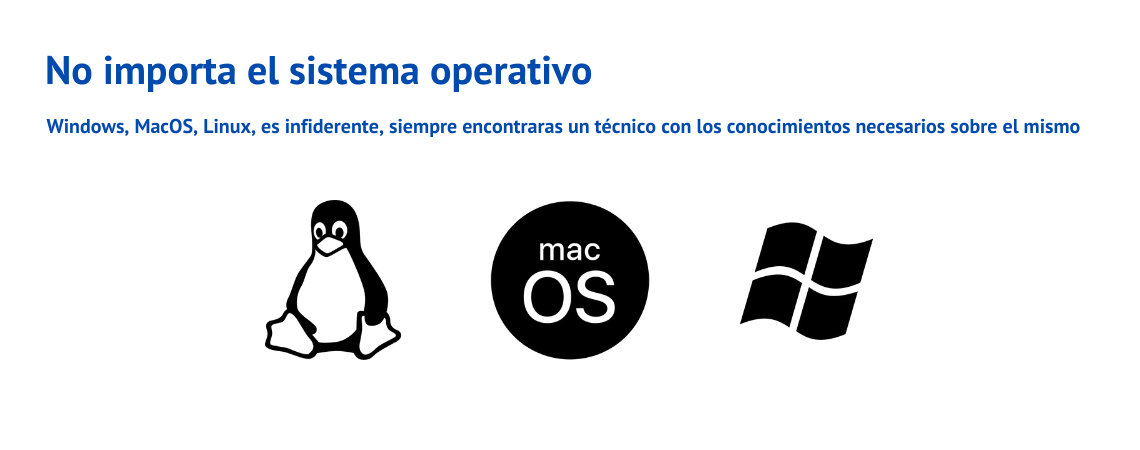 No importa el sistema operativo
Windows, MacOS, Linux, es infiderente, siempre encontraras un técnico con los conocimientos necesarios sobre el mismo
mac
OS